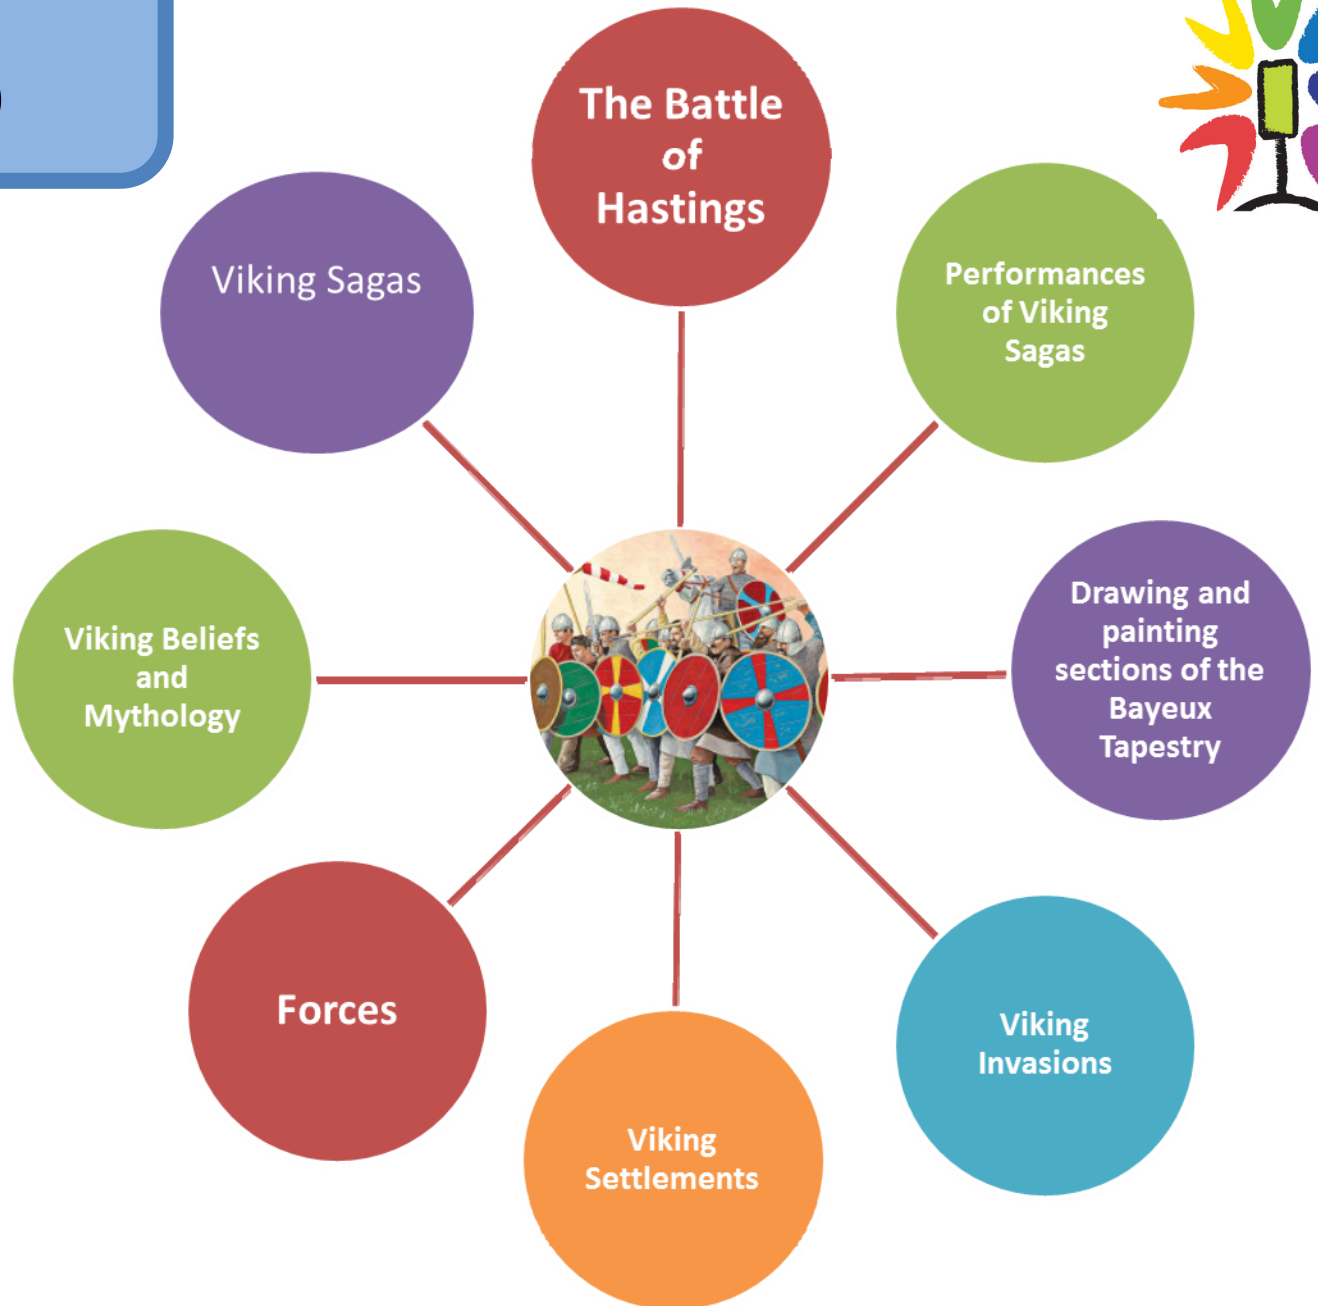 The Battle
of
Hastings
Performances
of Viking
Sagas
Drawing and
painting
sections of the
Bayeux
Tapestry
Viking
Invasions
Viking
Settlements
Forces
Viking Beliefs
and
Mythology
Viking Sagas